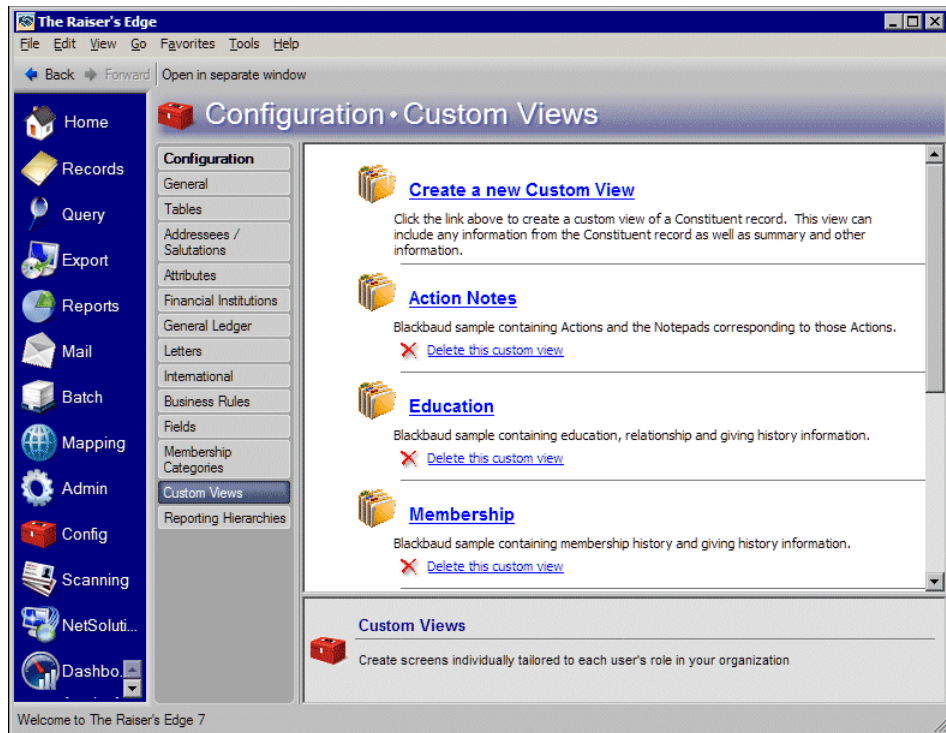 The Raiser's Edge
File Edit View Go Favorites Tools Help
Back Forward Open in separate window
Home
Records
Query
Export
Reports
Mail
Batch
Mapping
Admin
Config
Scanning
NetSoluti...
Dashbo...
Configuration • Custom Views
Configuration
General
Tables
Addressees /
Salutations
Attributes
Financial Institutions
General Ledger
Letters
International
Business Rules
Fields
Membership
Categories
Custom Views
Reporting Hierarchies
Create a new Custom View
Click the link above to create a custom view of a Constituent record. This view can
include any information from the Constituent record as well as summary and other
information.
Action Notes
Blackbaud sample containing Actions and the Notepads corresponding to those Actions.
Delete this custom view
Education
Blackbaud sample containing education, relationship and giving history information.
Delete this custom view
Membership
Blackbaud sample containing membership history and giving history information.
Delete this custom view
Custom Views
Create screens individually tailored to each user's role in your organization
Welcome to The Raiser's Edge 7